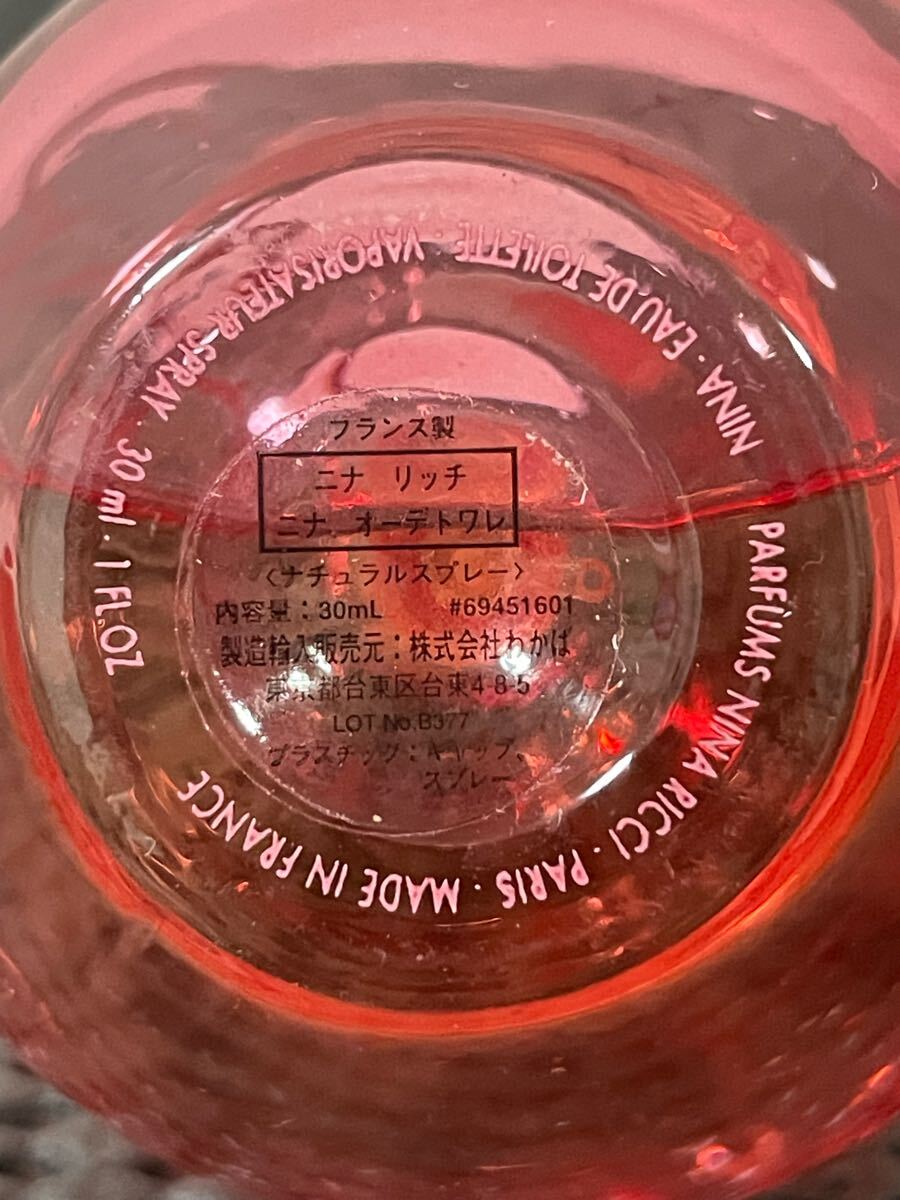 PARFUMS NINA RICCI · PARIS · MADE IN FRANCE
NINA · EAU DE TOILETTE · VAPORISATEUR-SPRAY · 30 ml. 1 FL.OZ
フランス製
ニナ リッチ
ニナ オーデトワレ
〈ナチュラルスプレー〉
内容量：30mL #69451601
製造輸入販売元：株式会社わかば
東京都台東区台東4-8-5
LOT No.B377
プラスチック：キャップ、
スプレー